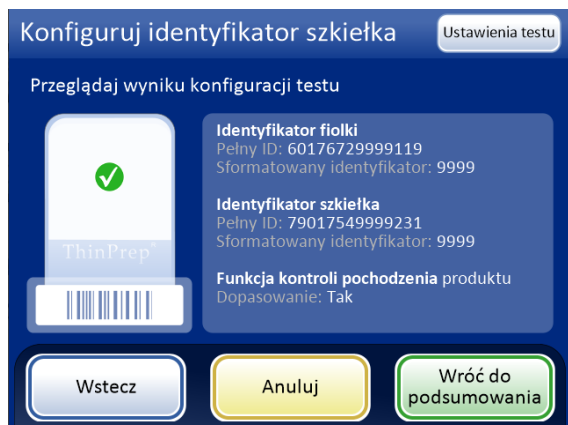 Konfiguruj identyfikator szkiełka
Ustawienia testu
Przeglądaj wyniku konfiguracji testu
Identyfikator fiolki
Pełny ID: 60176729999119
Sformatowany identyfikator: 9999
Identyfikator szkiełka
Pełny ID: 79017549999231
Sformatowany identyfikator: 9999
Funkcja kontroli pochodzenia produktu
Dopasowanie: Tak
ThinPrep®
Wstecz
Anuluj
Wróć do
podsumowania